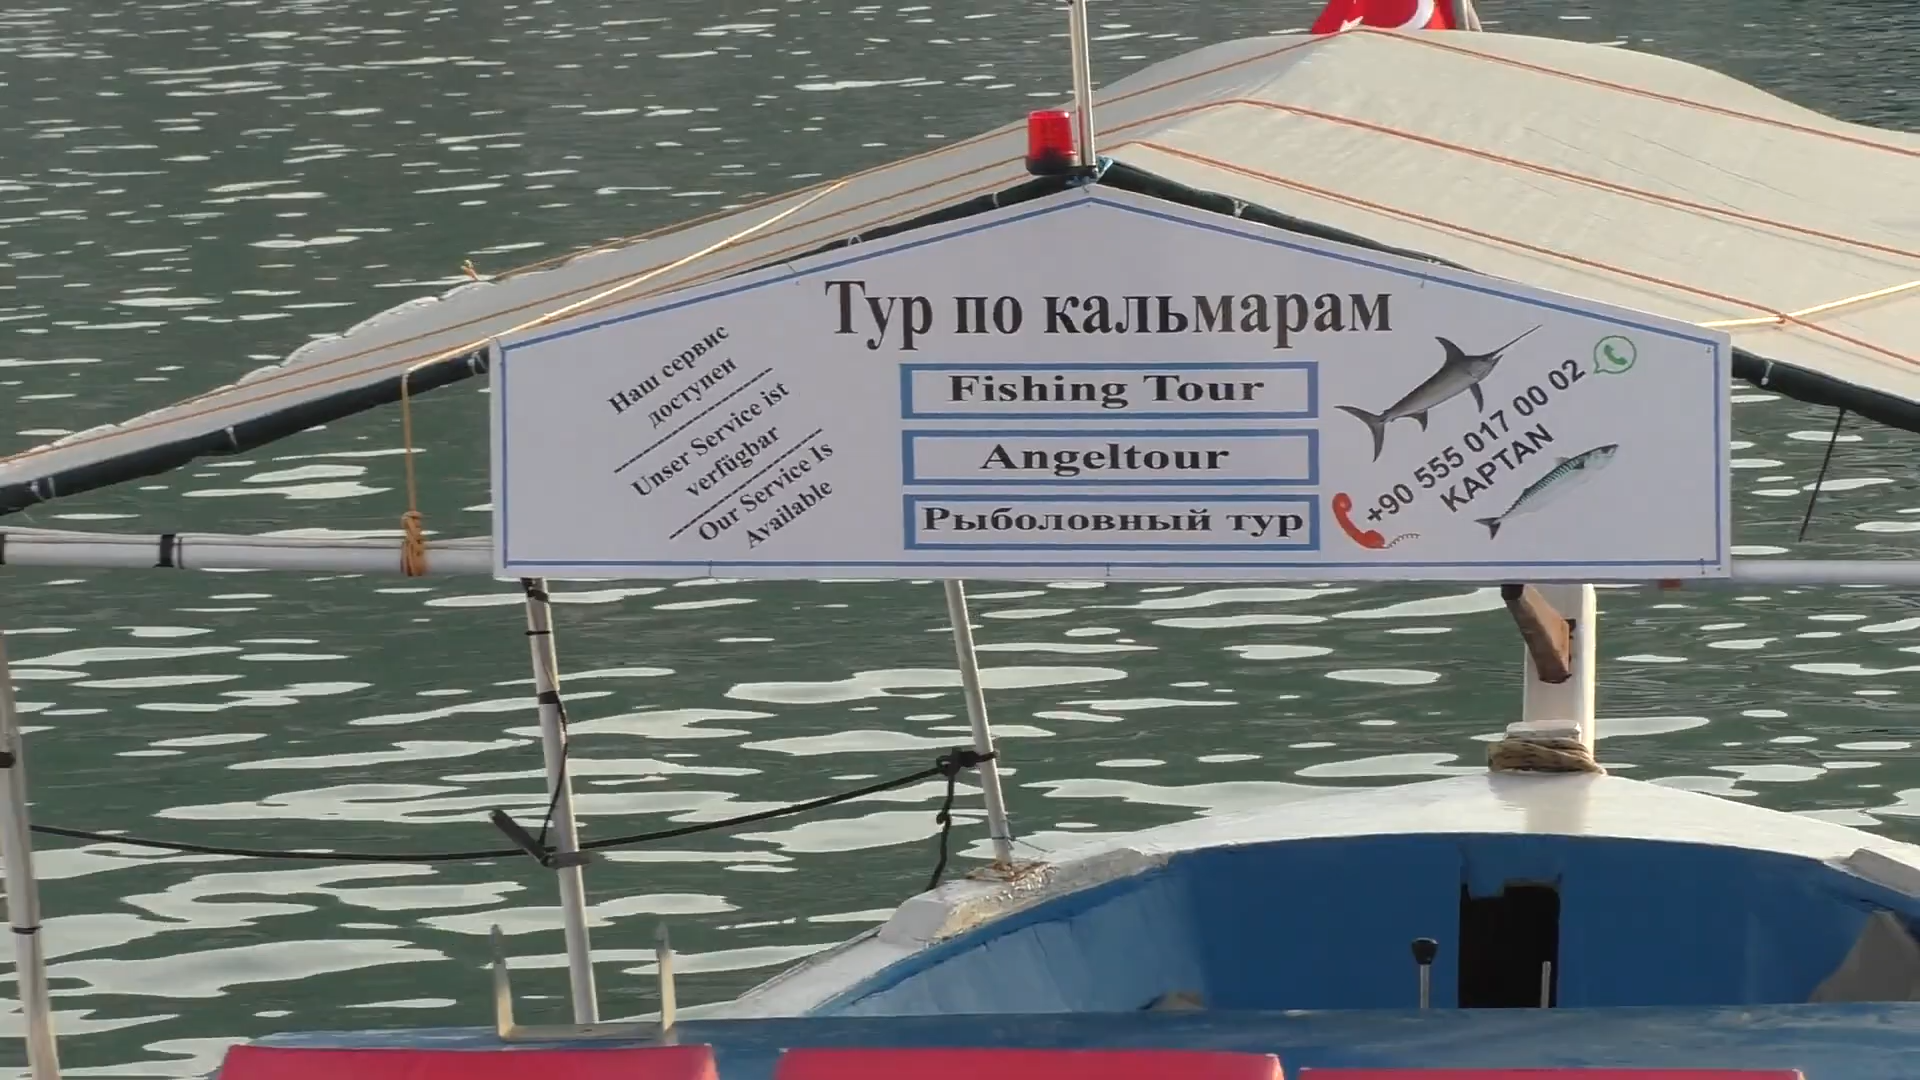 Тур по кальмарам
Наш сервис
доступен
Unser Service ist
verfügbar
Our Service Is
Available
Fishing Tour
Angeltour
Рыболовный тур
+90 555 017 00 02
KAPTAN